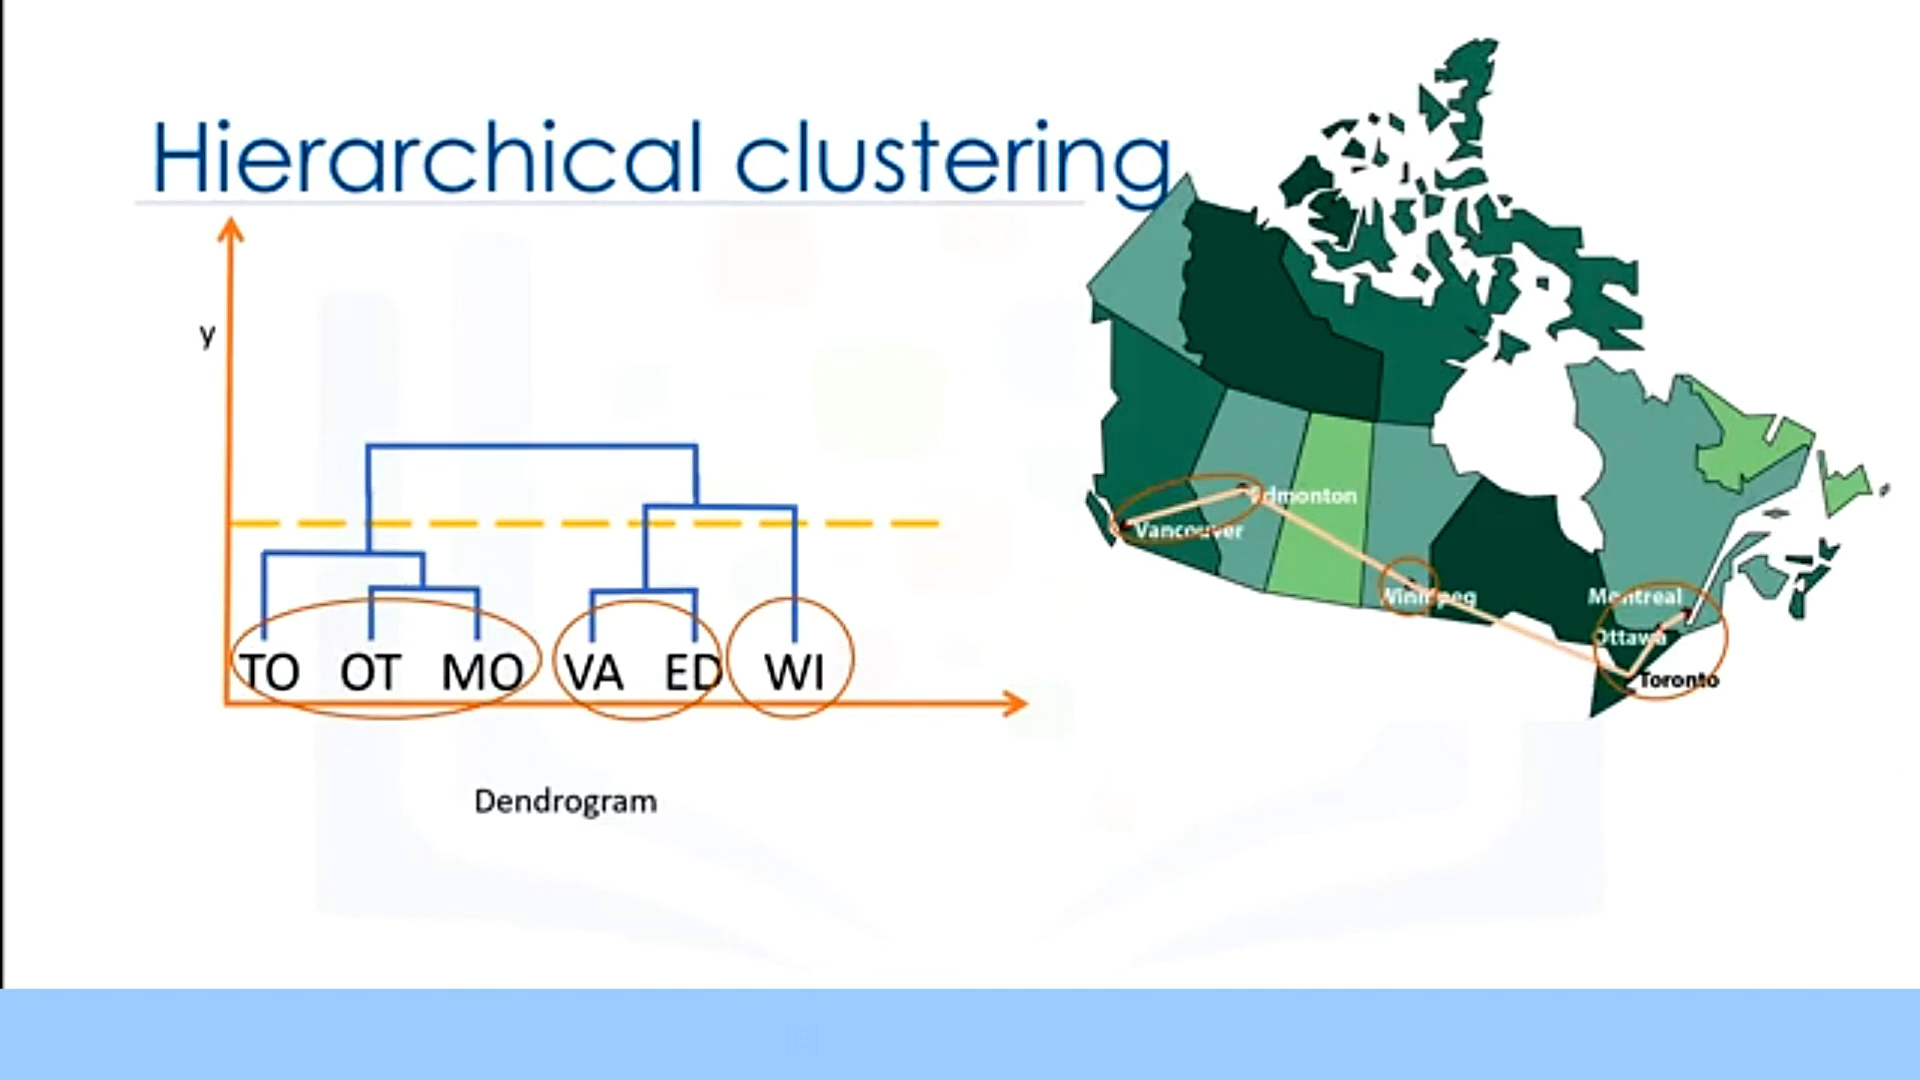 Hierarchical clustering
y
TO OT MO VA ED WI
Dendrogram
Edmonton
Vancouver
Winnipeg
Montreal
Ottawa
Toronto